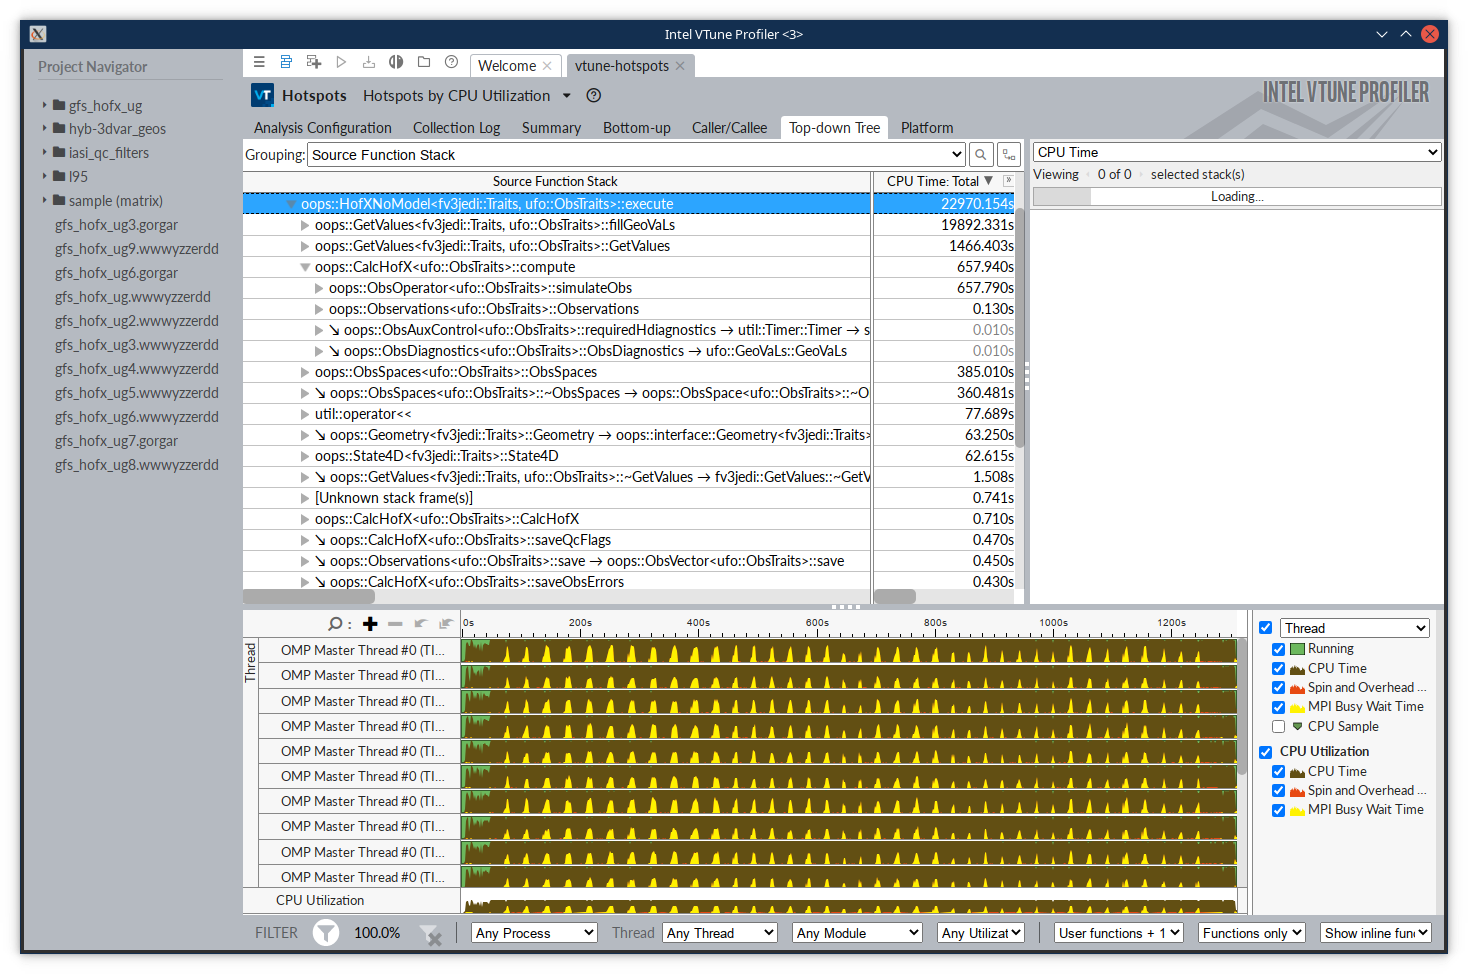 Intel VTune Profiler <3>
Project Navigator
gfs_hofx_ug
hyb-3dvar_geos
iasi_qc_filters
l95
sample (matrix)
gfs_hofx_ug3.gorgar
gfs_hofx_ug9.wwwyzzerdd
gfs_hofx_ug6.gorgar
gfs_hofx_ug.wwwyzzerdd
gfs_hofx_ug2.wwwyzzerdd
gfs_hofx_ug3.wwwyzzerdd
gfs_hofx_ug4.wwwyzzerdd
gfs_hofx_ug5.wwwyzzerdd
gfs_hofx_ug6.wwwyzzerdd
gfs_hofx_ug7.gorgar
gfs_hofx_ug8.wwwyzzerdd
Welcome vtune-hotspots
VT Hotspots Hotspots by CPU Utilization
INTEL VTUNE PROFILER
Analysis Configuration Collection Log Summary Bottom-up Caller/Callee Top-down Tree Platform
Grouping: Source Function Stack
Source Function Stack CPU Time: Total
oops::HofXNoModel<fv3jedi::Traits, ufo::ObsTraits>::execute 22970.154s
oops::GetValues<fv3jedi::Traits, ufo::ObsTraits>::fillGeoVaLs 19892.331s
oops::GetValues<fv3jedi::Traits, ufo::ObsTraits>::GetValues 1466.403s
oops::CalcHofX<ufo::ObsTraits>::compute 657.940s
oops::ObsOperator<ufo::ObsTraits>::simulateObs 657.790s
oops::Observations<ufo::ObsTraits>::Observations 0.130s
↘ oops::ObsAuxControl<ufo::ObsTraits>::requiredHdiagnostics → util::Timer::Timer → s 0.010s
↘ oops::ObsDiagnostics<ufo::ObsTraits>::ObsDiagnostics → ufo::GeoVaLs::GeoVaLs 0.010s
oops::ObsSpaces<ufo::ObsTraits>::ObsSpaces 385.010s
↘ oops::ObsSpaces<ufo::ObsTraits>::~ObsSpaces → oops::ObsSpace<ufo::ObsTraits>::~O 360.481s
util::operator<< 77.689s
↘ oops::Geometry<fv3jedi::Traits>::Geometry → oops::interface::Geometry<fv3jedi::Traits> 63.250s
oops::State4D<fv3jedi::Traits>::State4D 62.615s
↘ oops::GetValues<fv3jedi::Traits, ufo::ObsTraits>::~GetValues → fv3jedi::GetValues::~GetV 1.508s
[Unknown stack frame(s)] 0.741s
oops::CalcHofX<ufo::ObsTraits>::CalcHofX 0.710s
↘ oops::CalcHofX<ufo::ObsTraits>::saveQcFlags 0.470s
↘ oops::Observations<ufo::ObsTraits>::save → oops::ObsVector<ufo::ObsTraits>::save 0.450s
↘ oops::CalcHofX<ufo::ObsTraits>::saveObsErrors 0.430s
CPU Time
Viewing 0 of 0 selected stack(s)
Loading...
0s 200s 400s 600s 800s 1000s 1200s
Thread
OMP Master Thread #0 (TI...
OMP Master Thread #0 (TI...
OMP Master Thread #0 (TI...
OMP Master Thread #0 (TI...
OMP Master Thread #0 (TI...
OMP Master Thread #0 (TI...
OMP Master Thread #0 (TI...
OMP Master Thread #0 (TI...
OMP Master Thread #0 (TI...
OMP Master Thread #0 (TI...
CPU Utilization
Thread
Running
CPU Time
Spin and Overhead ...
MPI Busy Wait Time
CPU Sample
CPU Utilization
CPU Time
Spin and Overhead ...
MPI Busy Wait Time
FILTER 100.0% Any Process Thread Any Thread Any Module Any Utilizat User functions + 1 Functions only Show inline fun